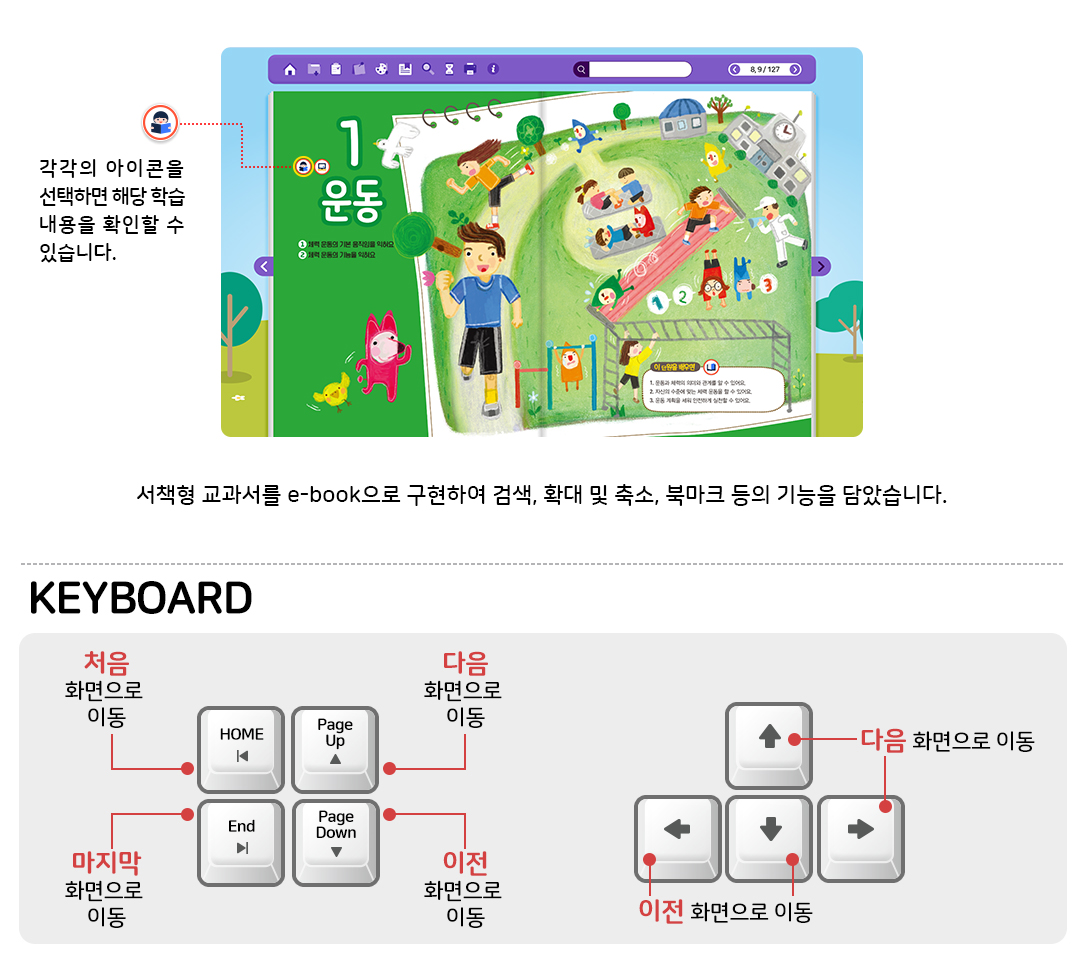 8, 9 / 127
각각의 아이콘을
선택하면 해당 학습
내용을 확인할 수
있습니다.
1
운동
1 체력 운동의 기본 움직임을 익혀요
2 체력 운동의 기능을 익혀요
1 2 3
이 단원을 배우면
1. 운동과 체력의 의미와 관계를 알 수 있어요.
2. 자신의 수준에 맞는 체력 운동을 할 수 있어요.
3. 운동 계획을 세워 안전하게 실천할 수 있어요.
서책형 교과서를 e-book으로 구현하여 검색, 확대 및 축소, 북마크 등의 기능을 담았습니다.
KEYBOARD
처음
화면으로
이동
다음
화면으로
이동
HOME
Page
Up
End
Page
Down
마지막
화면으로
이동
이전
화면으로
이동
다음 화면으로 이동
이전 화면으로 이동